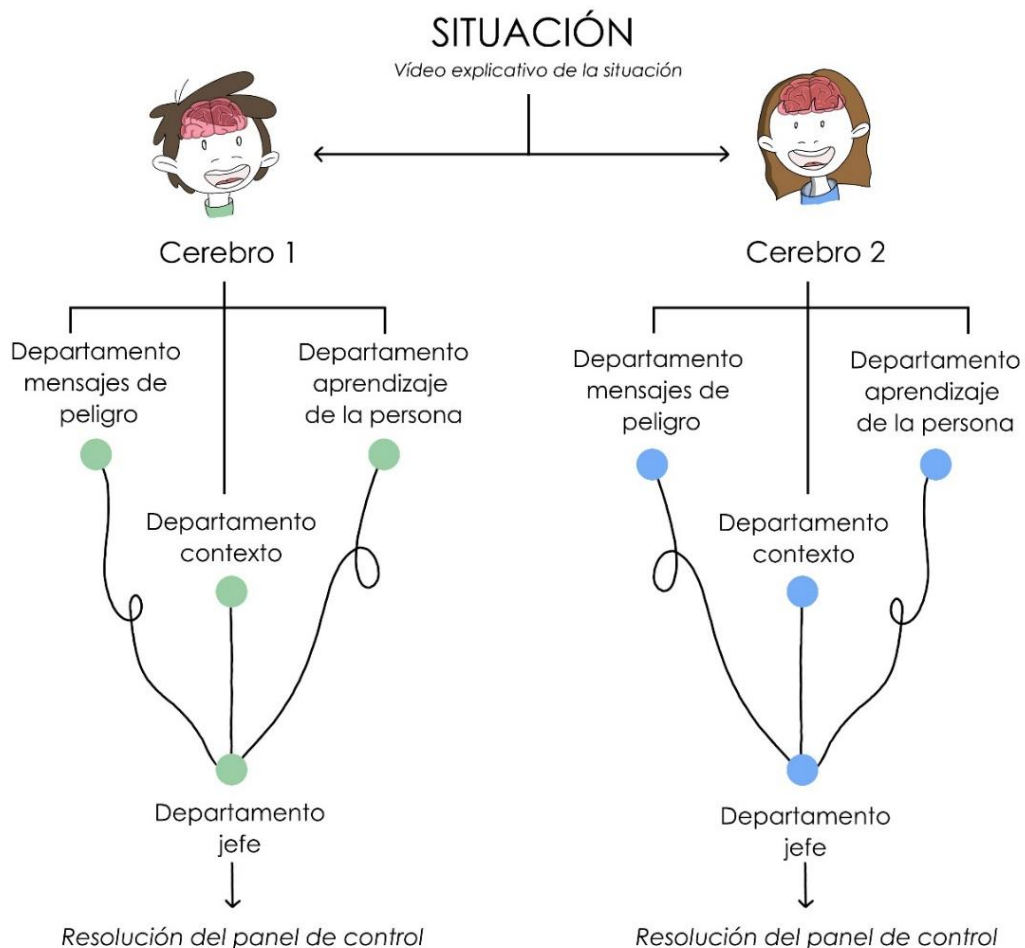 SITUACIÓN
Vídeo explicativo de la situación
Cerebro 1
Departamento
mensajes de
peligro
Departamento
aprendizaje
de la persona
Departamento
contexto
Departamento
jefe
Resolución del panel de control
Cerebro 2
Departamento
mensajes de
peligro
Departamento
aprendizaje
de la persona
Departamento
contexto
Departamento
jefe
Resolución del panel de control